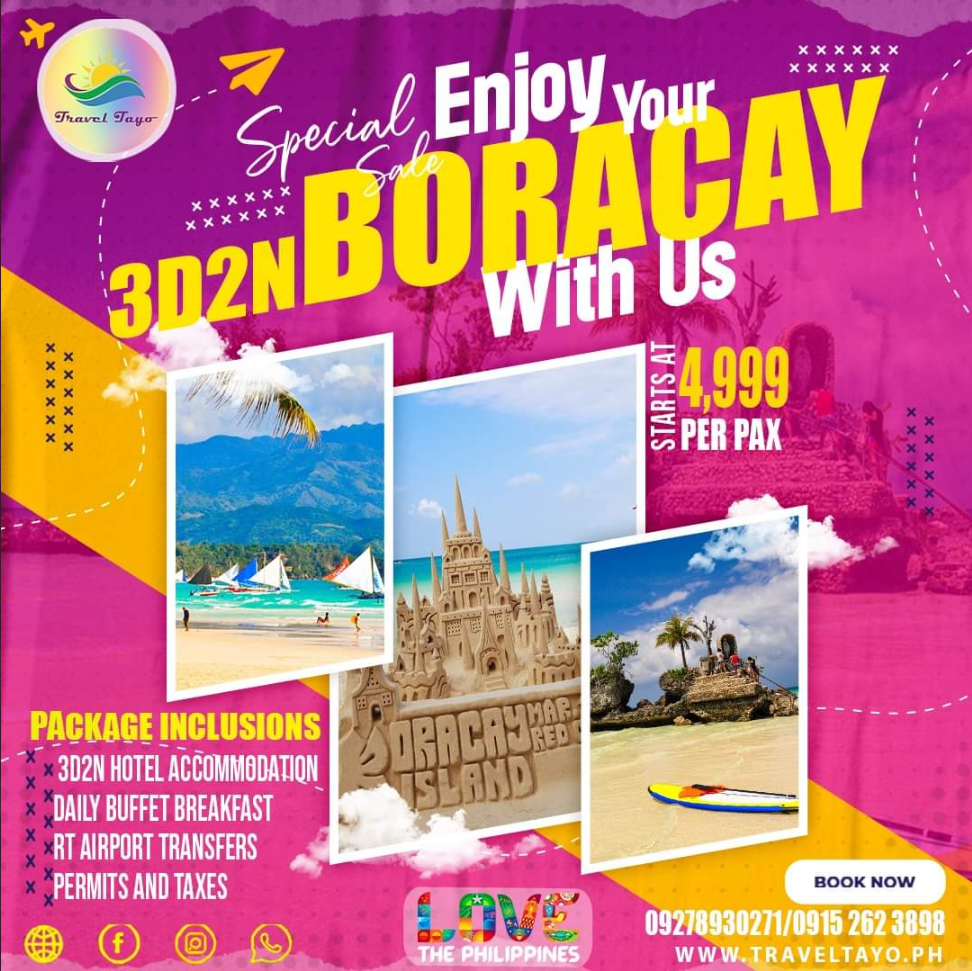 Travel Tayo
Special
Sale
Enjoy Your
3D2N BORACAY
With Us
STARTS AT
4,999
PER PAX
ORACAY
ISLAND
PACKAGE INCLUSIONS
3D2N HOTEL ACCOMMODATION
DAILY BUFFET BREAKFAST
RT AIRPORT TRANSFERS
PERMITS AND TAXES
LOVE
THE PHILIPPINES
BOOK NOW
09278930271/0915 262 3898
WWW.TRAVELTAYO.PH